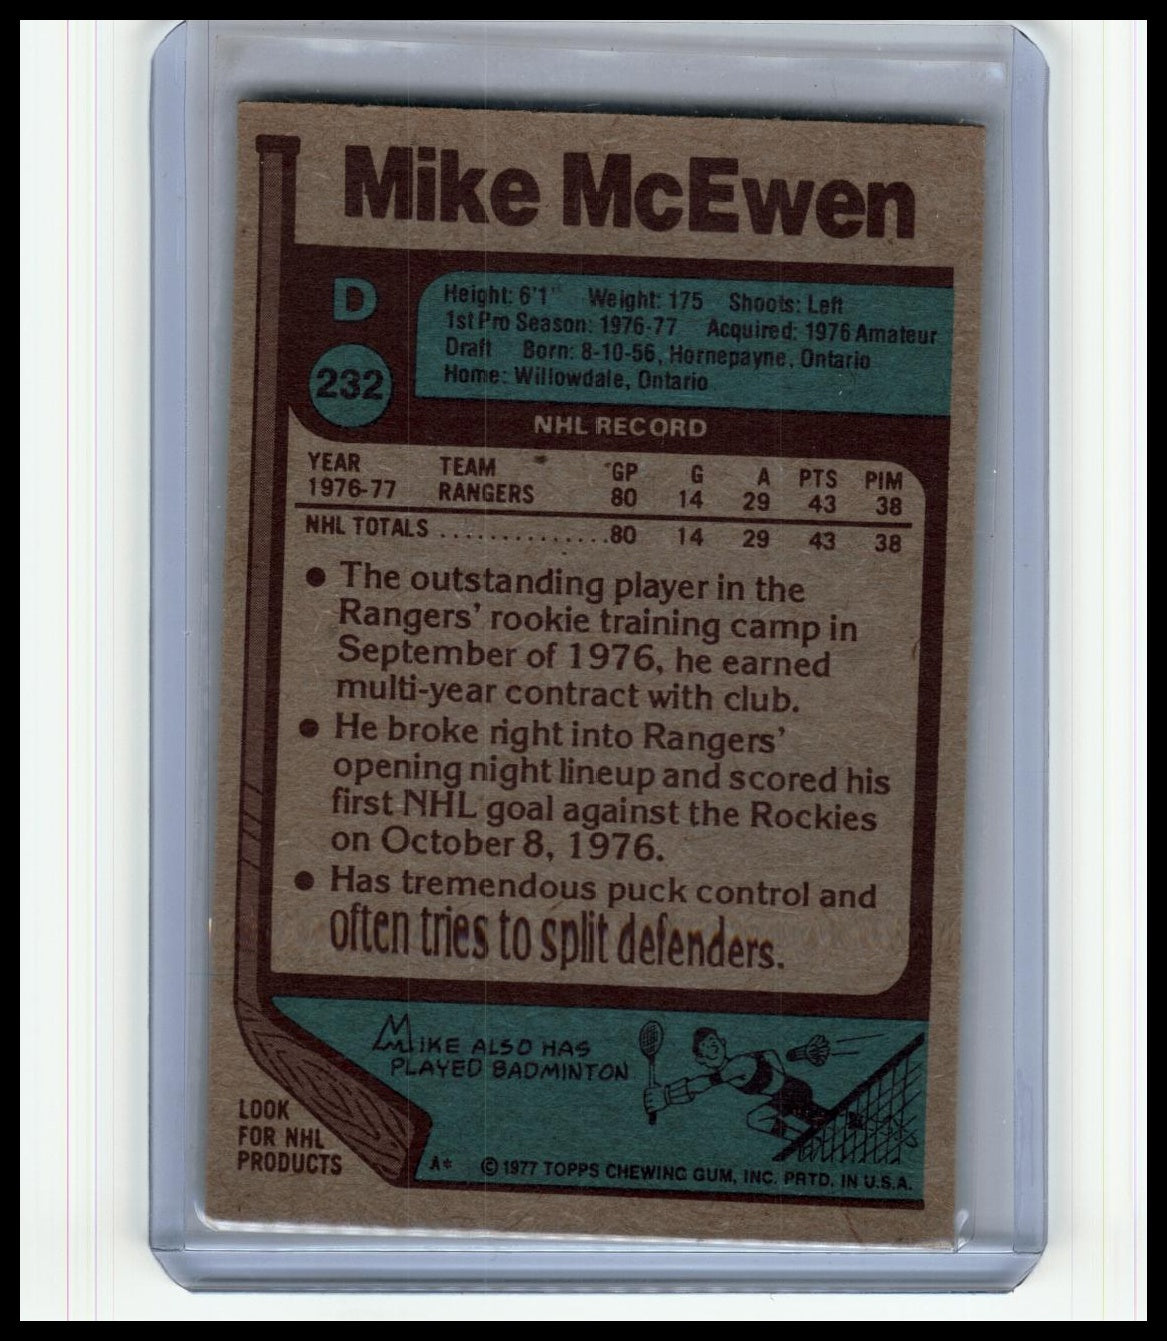 Mike McEwen
D
232
Height: 6'1" Weight: 175 Shoots: Left
1st Pro Season: 1976-77 Acquired: 1976 Amateur
Draft Born: 8-10-56, Hornepayne, Ontario
Home: Willowdale, Ontario
NHL RECORD
YEAR TEAM GP G A PTS PIM
1976-77 RANGERS 80 14 29 43 38
NHL TOTALS ..............80 14 29 43 38
● The outstanding player in the
Rangers' rookie training camp in
September of 1976, he earned
multi-year contract with club.
● He broke right into Rangers'
opening night lineup and scored his
first NHL goal against the Rockies
on October 8, 1976.
● Has tremendous puck control and
often tries to split defenders.
MIKE ALSO HAS
PLAYED BADMINTON
LOOK
FOR NHL
PRODUCTS
A* © 1977 TOPPS CHEWING GUM, INC. PRTD. IN U.S.A.